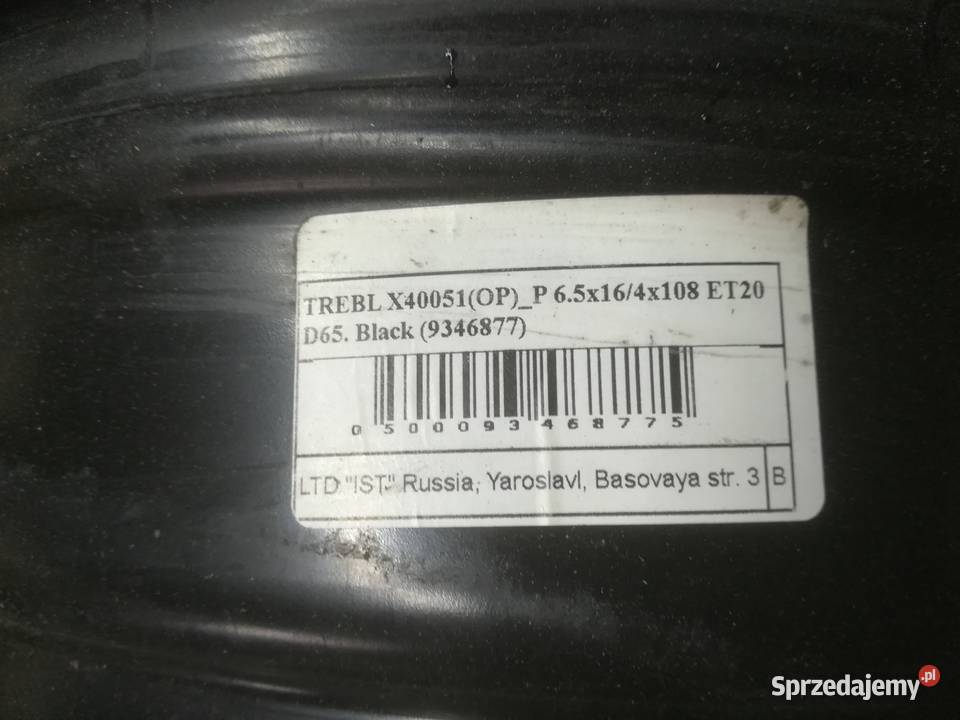 TREBL X40051(OP)_P 6.5x16/4x108 ET20
D65. Black (9346877)
0 500093 468775
LTD "IST" Russia, Yaroslavl, Basovaya str. 3 B
Sprzedajemy.pl